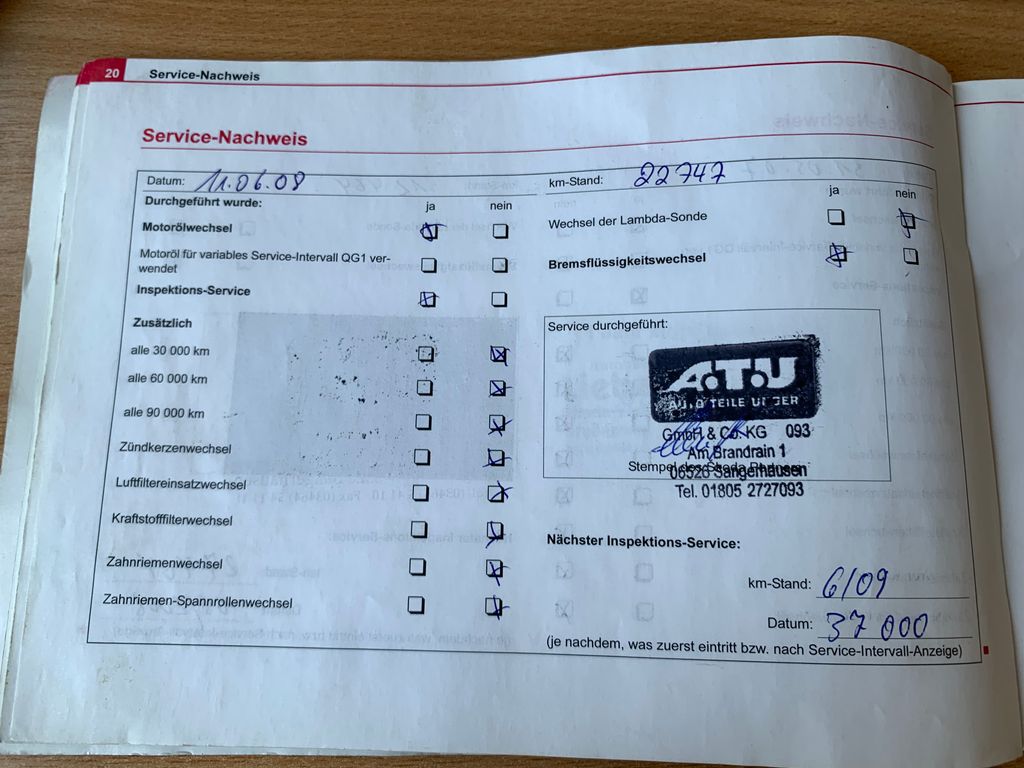 20 Service-Nachweis
Service-Nachweis
Datum: 11.06.08
km-Stand: 22747
Durchgeführt wurde: ja nein
ja nein
Motorölwechsel
Wechsel der Lambda-Sonde
Motoröl für variables Service-Intervall QG1 ver-
wendet
Bremsflüssigkeitswechsel
Inspektions-Service
Zusätzlich
alle 30 000 km
alle 60 000 km
alle 90 000 km
Zündkerzenwechsel
Luftfiltereinsatzwechsel
Kraftstofffilterwechsel
Zahnriemenwechsel
Zahnriemen-Spannrollenwechsel
Service durchgeführt:
A.T.U
AUTO TEILE UNGER
GmbH & Co. KG 093
Am Brandrain 1
06526 Sangerhausen
Stempel des Škoda
Tel. 01805 2727093
Nächster Inspektions-Service:
km-Stand: 6/09
Datum: 37 000
(je nachdem, was zuerst eintritt bzw. nach Service-Intervall-Anzeige)